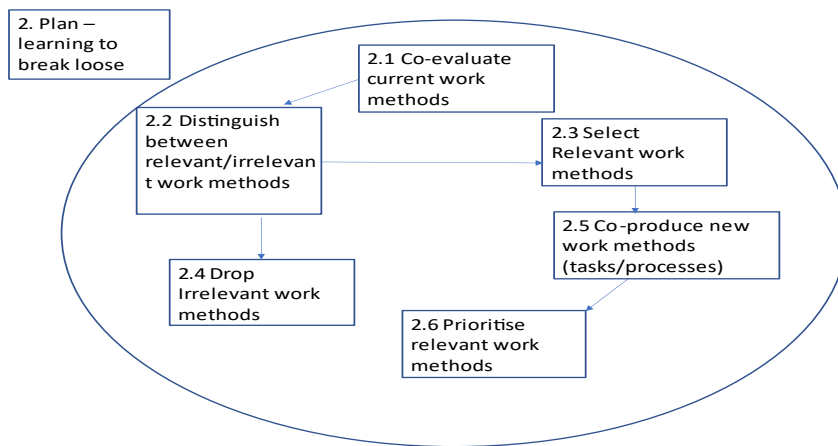 2. Plan –
learning to
break loose
2.1 Co-evaluate
current work
methods
2.2 Distinguish
between
relevant/irrelevan
t work methods
2.3 Select
Relevant work
methods
2.4 Drop
Irrelevant work
methods
2.5 Co-produce new
work methods
(tasks/processes)
2.6 Prioritise
relevant work
methods